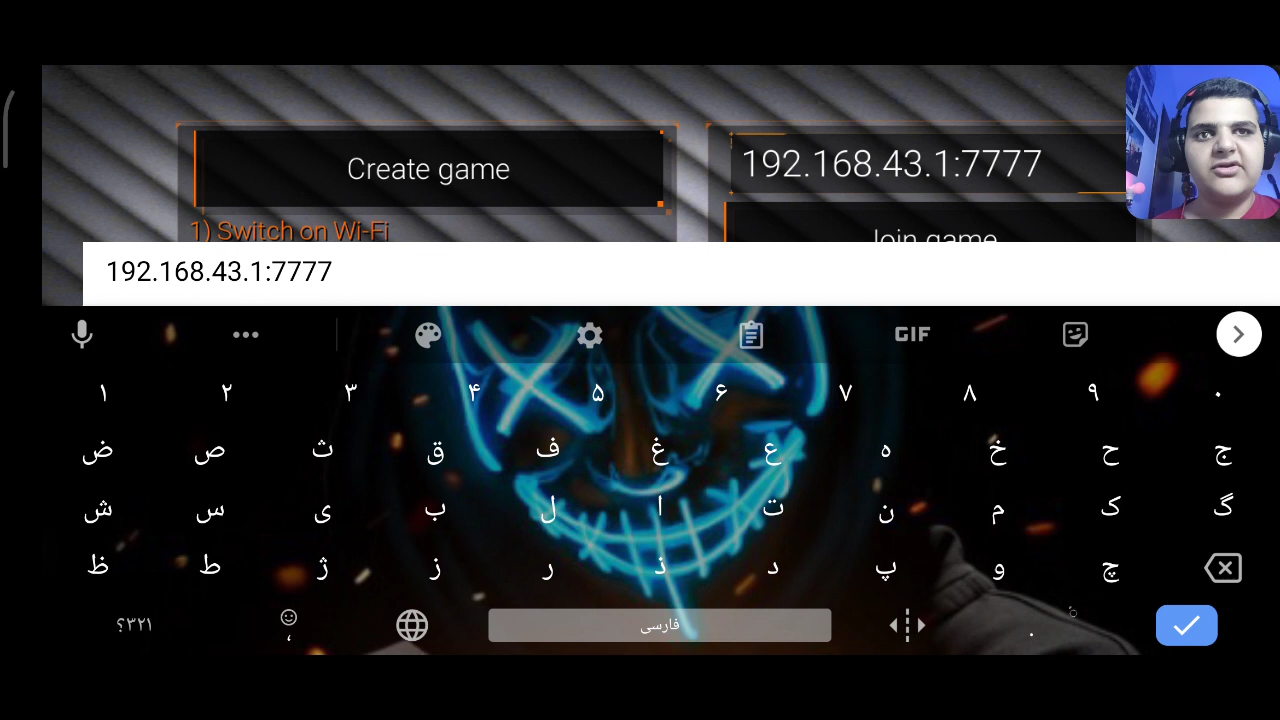 Create game
192.168.43.1:7777
1) Switch on Wi-Fi
Join game
192.168.43.1:7777
GIF
۱ ۲ ۳ ۴ ۵ ۶ ۷ ۸ ۹ ۰
ض ص ث ق ف غ ع ه خ ح ج
ش س ی ب ل ا ت ن م ک گ
ظ ط ژ ز ر ذ د پ و چ
۳۲۱؟ ، فارسی .